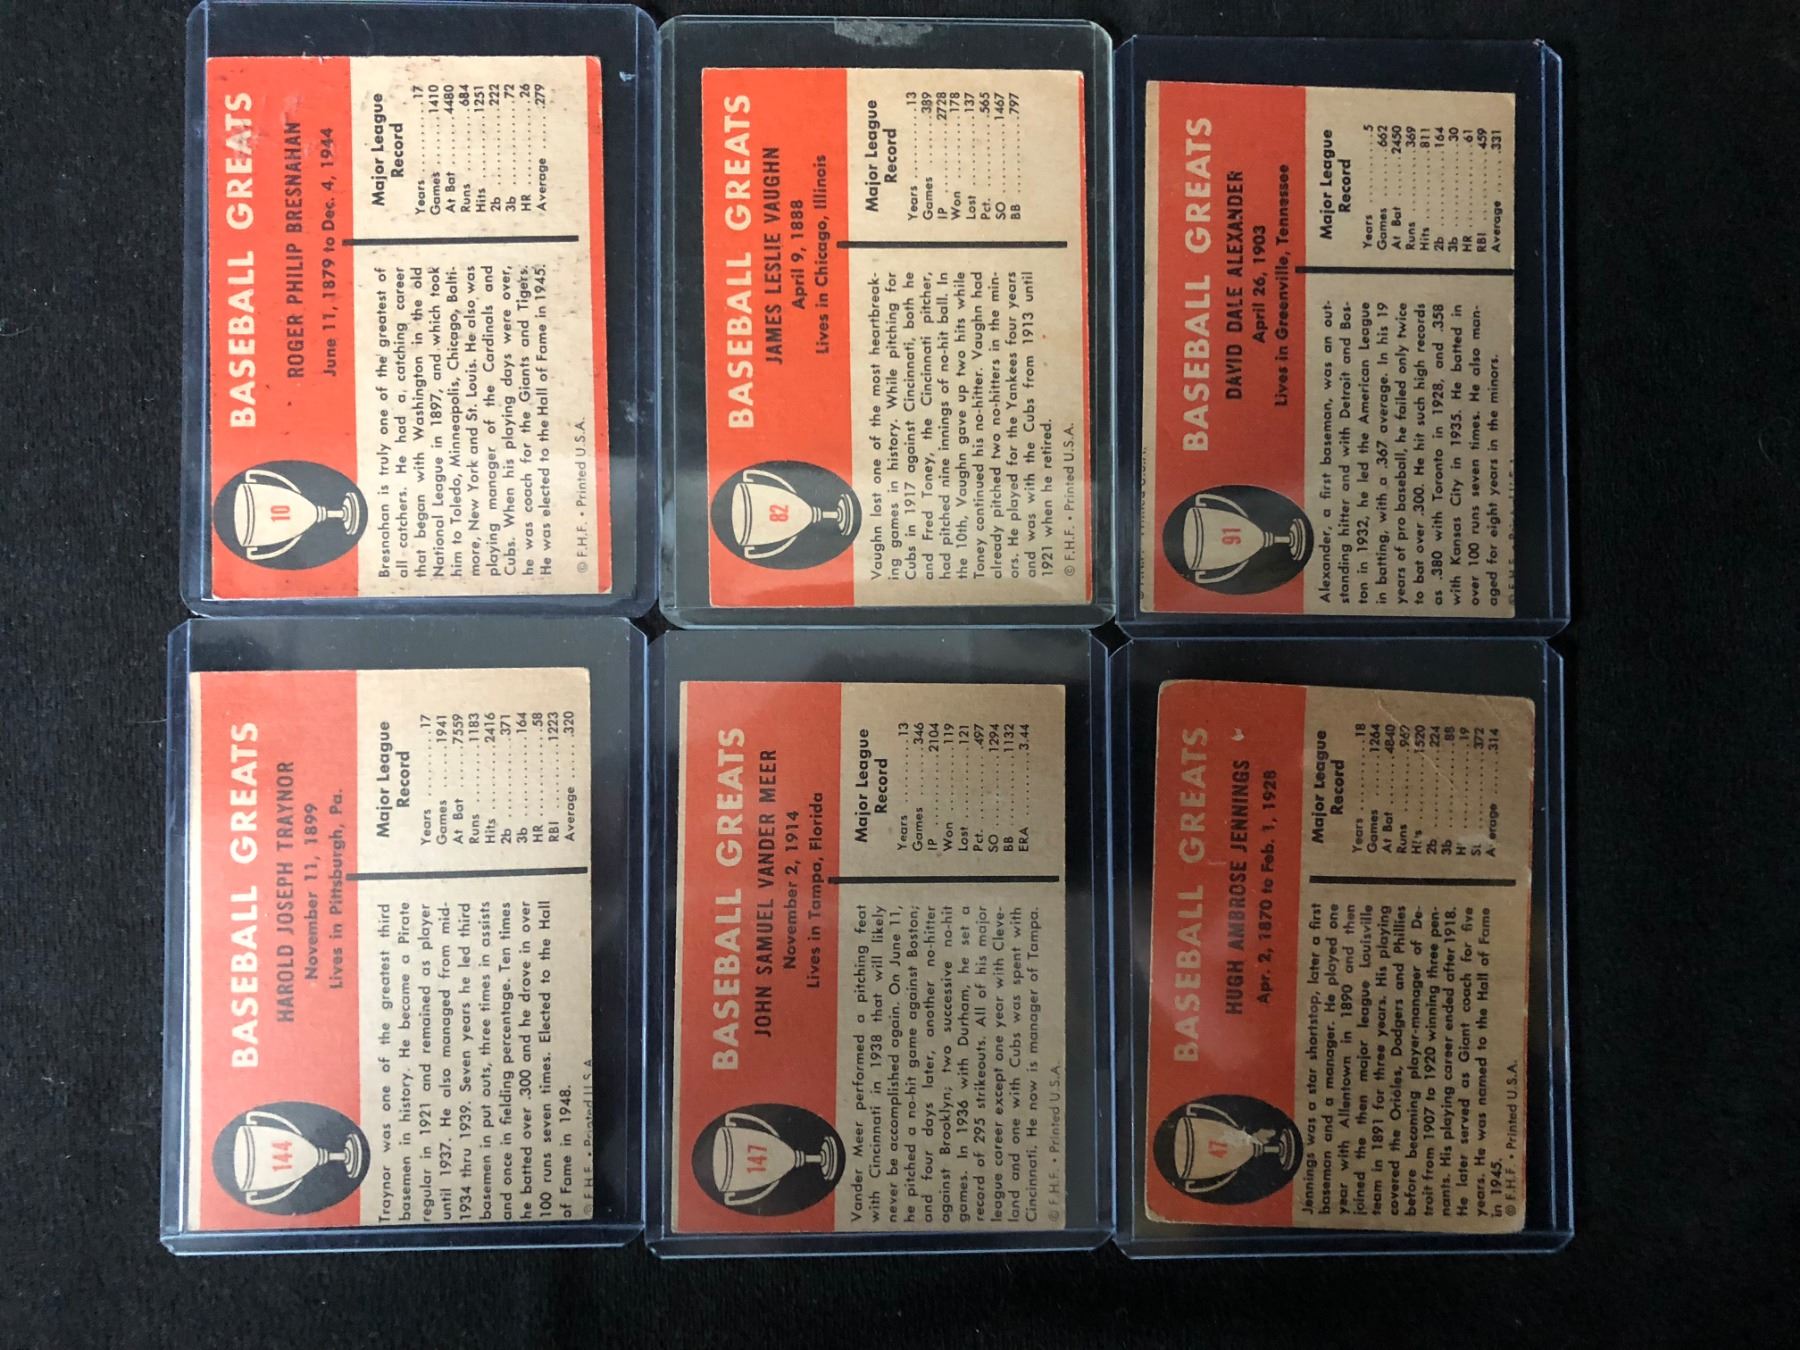 10
BASEBALL GREATS
ROGER PHILIP BRESNAHAN
June 11, 1879 to Dec. 4, 1944
Bresnahan is truly one of the greatest of
all catchers. He had a catching career
that began with Washington in the old
National League in 1897, and which took
him to Toledo, Minneapolis, Chicago, Balti-
more, New York and St. Louis. He also was
playing manager of the Cardinals and
Cubs. When his playing days were over,
he was coach for the Giants and Tigers.
He was elected to the Hall of Fame in 1945.
© F.H.F. • Printed U.S.A.
Major League
Record
Years 17
Games 1410
At Bat 4480
Runs 684
Hits 1251
2b 222
3b 72
HR 26
Average .279
82
BASEBALL GREATS
JAMES LESLIE VAUGHN
April 9, 1888
Lives in Chicago, Illinois
Vaughn lost one of the most heartbreak-
ing games in history. While pitching for
Cubs in 1917 against Cincinnati, both he
and Fred Toney, the Cincinnati pitcher,
had pitched nine innings of no-hit ball. In
the 10th, Vaughn gave up two hits while
Toney continued his no-hitter. Vaughn had
already pitched two no-hitters in the min-
ors. He played for the Yankees four years
and was with the Cubs from 1913 until
1921 when he retired.
© F.H.F. • Printed U.S.A.
Major League
Record
Years 13
Games 389
IP 2728
Won 178
Lost 137
Pct. .565
SO 1467
BB 797
91
BASEBALL GREATS
DAVID DALE ALEXANDER
April 26, 1903
Lives in Greenville, Tennessee
Alexander, a first baseman, was an out-
standing hitter and with Detroit and Bos-
ton in 1932, he led the American League
in batting, with a .367 average. In his 19
years of pro baseball, he failed only twice
to bat over .300. He hit such high records
as .380 with Toronto in 1928, and .358
with Kansas City in 1935. He batted in
over 100 runs seven times. He also man-
aged for eight years in the minors.
Major League
Record
Years 5
Games 662
At Bat 2450
Runs 369
Hits 811
2b 164
3b 30
HR 61
RBI 459
Average .331
144
BASEBALL GREATS
HAROLD JOSEPH TRAYNOR
November 11, 1899
Lives in Pittsburgh, Pa.
Traynor was one of the greatest third
basemen in history. He became a Pirate
regular in 1921 and remained as player
until 1937. He also managed from mid-
1934 thru 1939. Seven years he led third
basemen in put outs, three times in assists
and once in fielding percentage. Ten times
he batted over .300 and he drove in over
100 runs seven times. Elected to the Hall
of Fame in 1948.
© F.H.F. • Printed U.S.A.
Major League
Record
Years 17
Games 1941
At Bat 7559
Runs 1183
Hits 2416
2b 371
3b 164
HR 58
RBI 1223
Average .320
147
BASEBALL GREATS
JOHN SAMUEL VANDER MEER
November 2, 1914
Lives in Tampa, Florida
Vander Meer performed a pitching feat
with Cincinnati in 1938 that will likely
never be accomplished again. On June 11,
he pitched a no-hit game against Boston;
and four days later, another no-hitter
against Brooklyn; two successive no-hit
games. In 1936 with Durham, he set a
record of 295 strikeouts. All of his major
league career except one year with Cleve-
land and one with Cubs was spent with
Cincinnati. He now is manager of Tampa.
© F.H.F. • Printed U.S.A.
Major League
Record
Years 13
Games 346
IP 2104
Won 119
Lost 121
Pct. .497
SO 1294
BB 1132
ERA 3.44
47
BASEBALL GREATS
HUGH AMBROSE JENNINGS
Apr. 2, 1870 to Feb. 1, 1928
Jennings was a star shortstop, later a first
baseman and a manager. He played one
year with Allentown in 1890 and then
joined the then major league Louisville
team in 1891 for three years. His playing
covered the Orioles, Dodgers and Phillies
before becoming player-manager of De-
troit from 1907 to 1920 winning three pen-
nants. His playing career ended after 1918.
He later served as Giant coach for five
years. He was named to the Hall of Fame
in 1945.
© F.H.F. • Printed U.S.A.
Major League
Record
Years 18
Games 1264
At Bat 4840
Runs
1520
2b 224
3b 88
19
372
.314